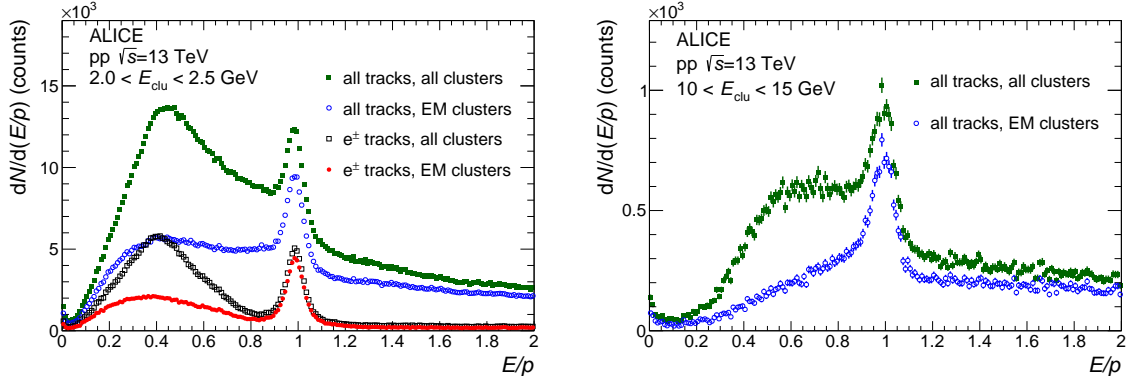 ×10³
ALICE
pp √s=13 TeV
2.0 < E_clu < 2.5 GeV
all tracks, all clusters
all tracks, EM clusters
e± tracks, all clusters
e± tracks, EM clusters
dN/d(E/p) (counts)
15
10
5
0
0 0.2 0.4 0.6 0.8 1 1.2 1.4 1.6 1.8 2
E/p
×10³
ALICE
pp √s=13 TeV
10 < E_clu < 15 GeV
all tracks, all clusters
all tracks, EM clusters
dN/d(E/p) (counts)
1
0.5
0
0 0.2 0.4 0.6 0.8 1 1.2 1.4 1.6 1.8 2
E/p